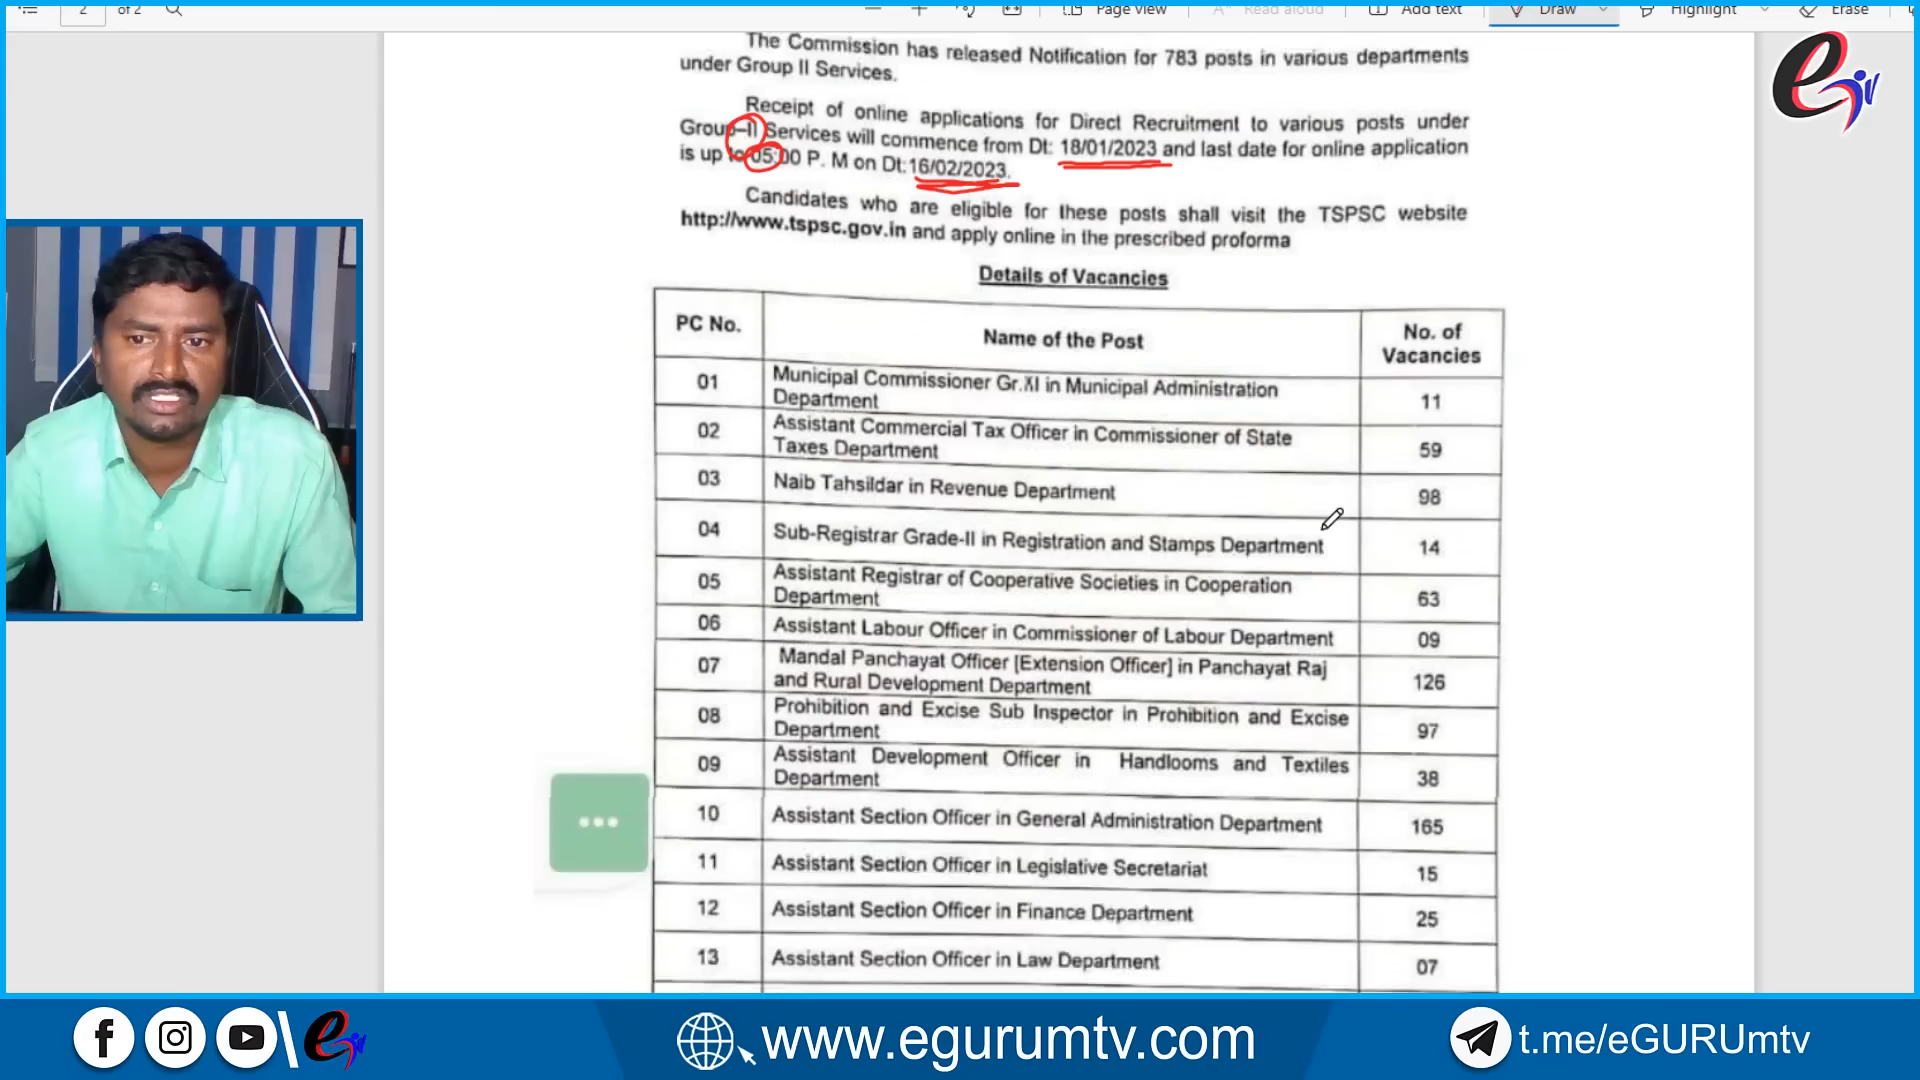 2 of 2 Page view Read aloud Add text Draw Highlight Erase
The Commission has released Notification for 783 posts in various departments
under Group II Services.
Receipt of online applications for Direct Recruitment to various posts under
Group-II Services will commence from Dt: 18/01/2023 and last date for online application
is up to 05:00 P. M on Dt:16/02/2023.
Candidates who are eligible for these posts shall visit the TSPSC website
http://www.tspsc.gov.in and apply online in the prescribed proforma
Details of Vacancies
PC No. Name of the Post No. of
Vacancies
01 Municipal Commissioner Gr.XI in Municipal Administration
Department 11
02 Assistant Commercial Tax Officer in Commissioner of State
Taxes Department 59
03 Naib Tahsildar in Revenue Department 98
04 Sub-Registrar Grade-II in Registration and Stamps Department 14
05 Assistant Registrar of Cooperative Societies in Cooperation
Department 63
06 Assistant Labour Officer in Commissioner of Labour Department 09
07 Mandal Panchayat Officer [Extension Officer] in Panchayat Raj
and Rural Development Department 126
08 Prohibition and Excise Sub Inspector in Prohibition and Excise
Department 97
09 Assistant Development Officer in Handlooms and Textiles
Department 38
10 Assistant Section Officer in General Administration Department 165
11 Assistant Section Officer in Legislative Secretariat 15
12 Assistant Section Officer in Finance Department 25
13 Assistant Section Officer in Law Department 07
www.egurumtv.com
t.me/eGURUmtv